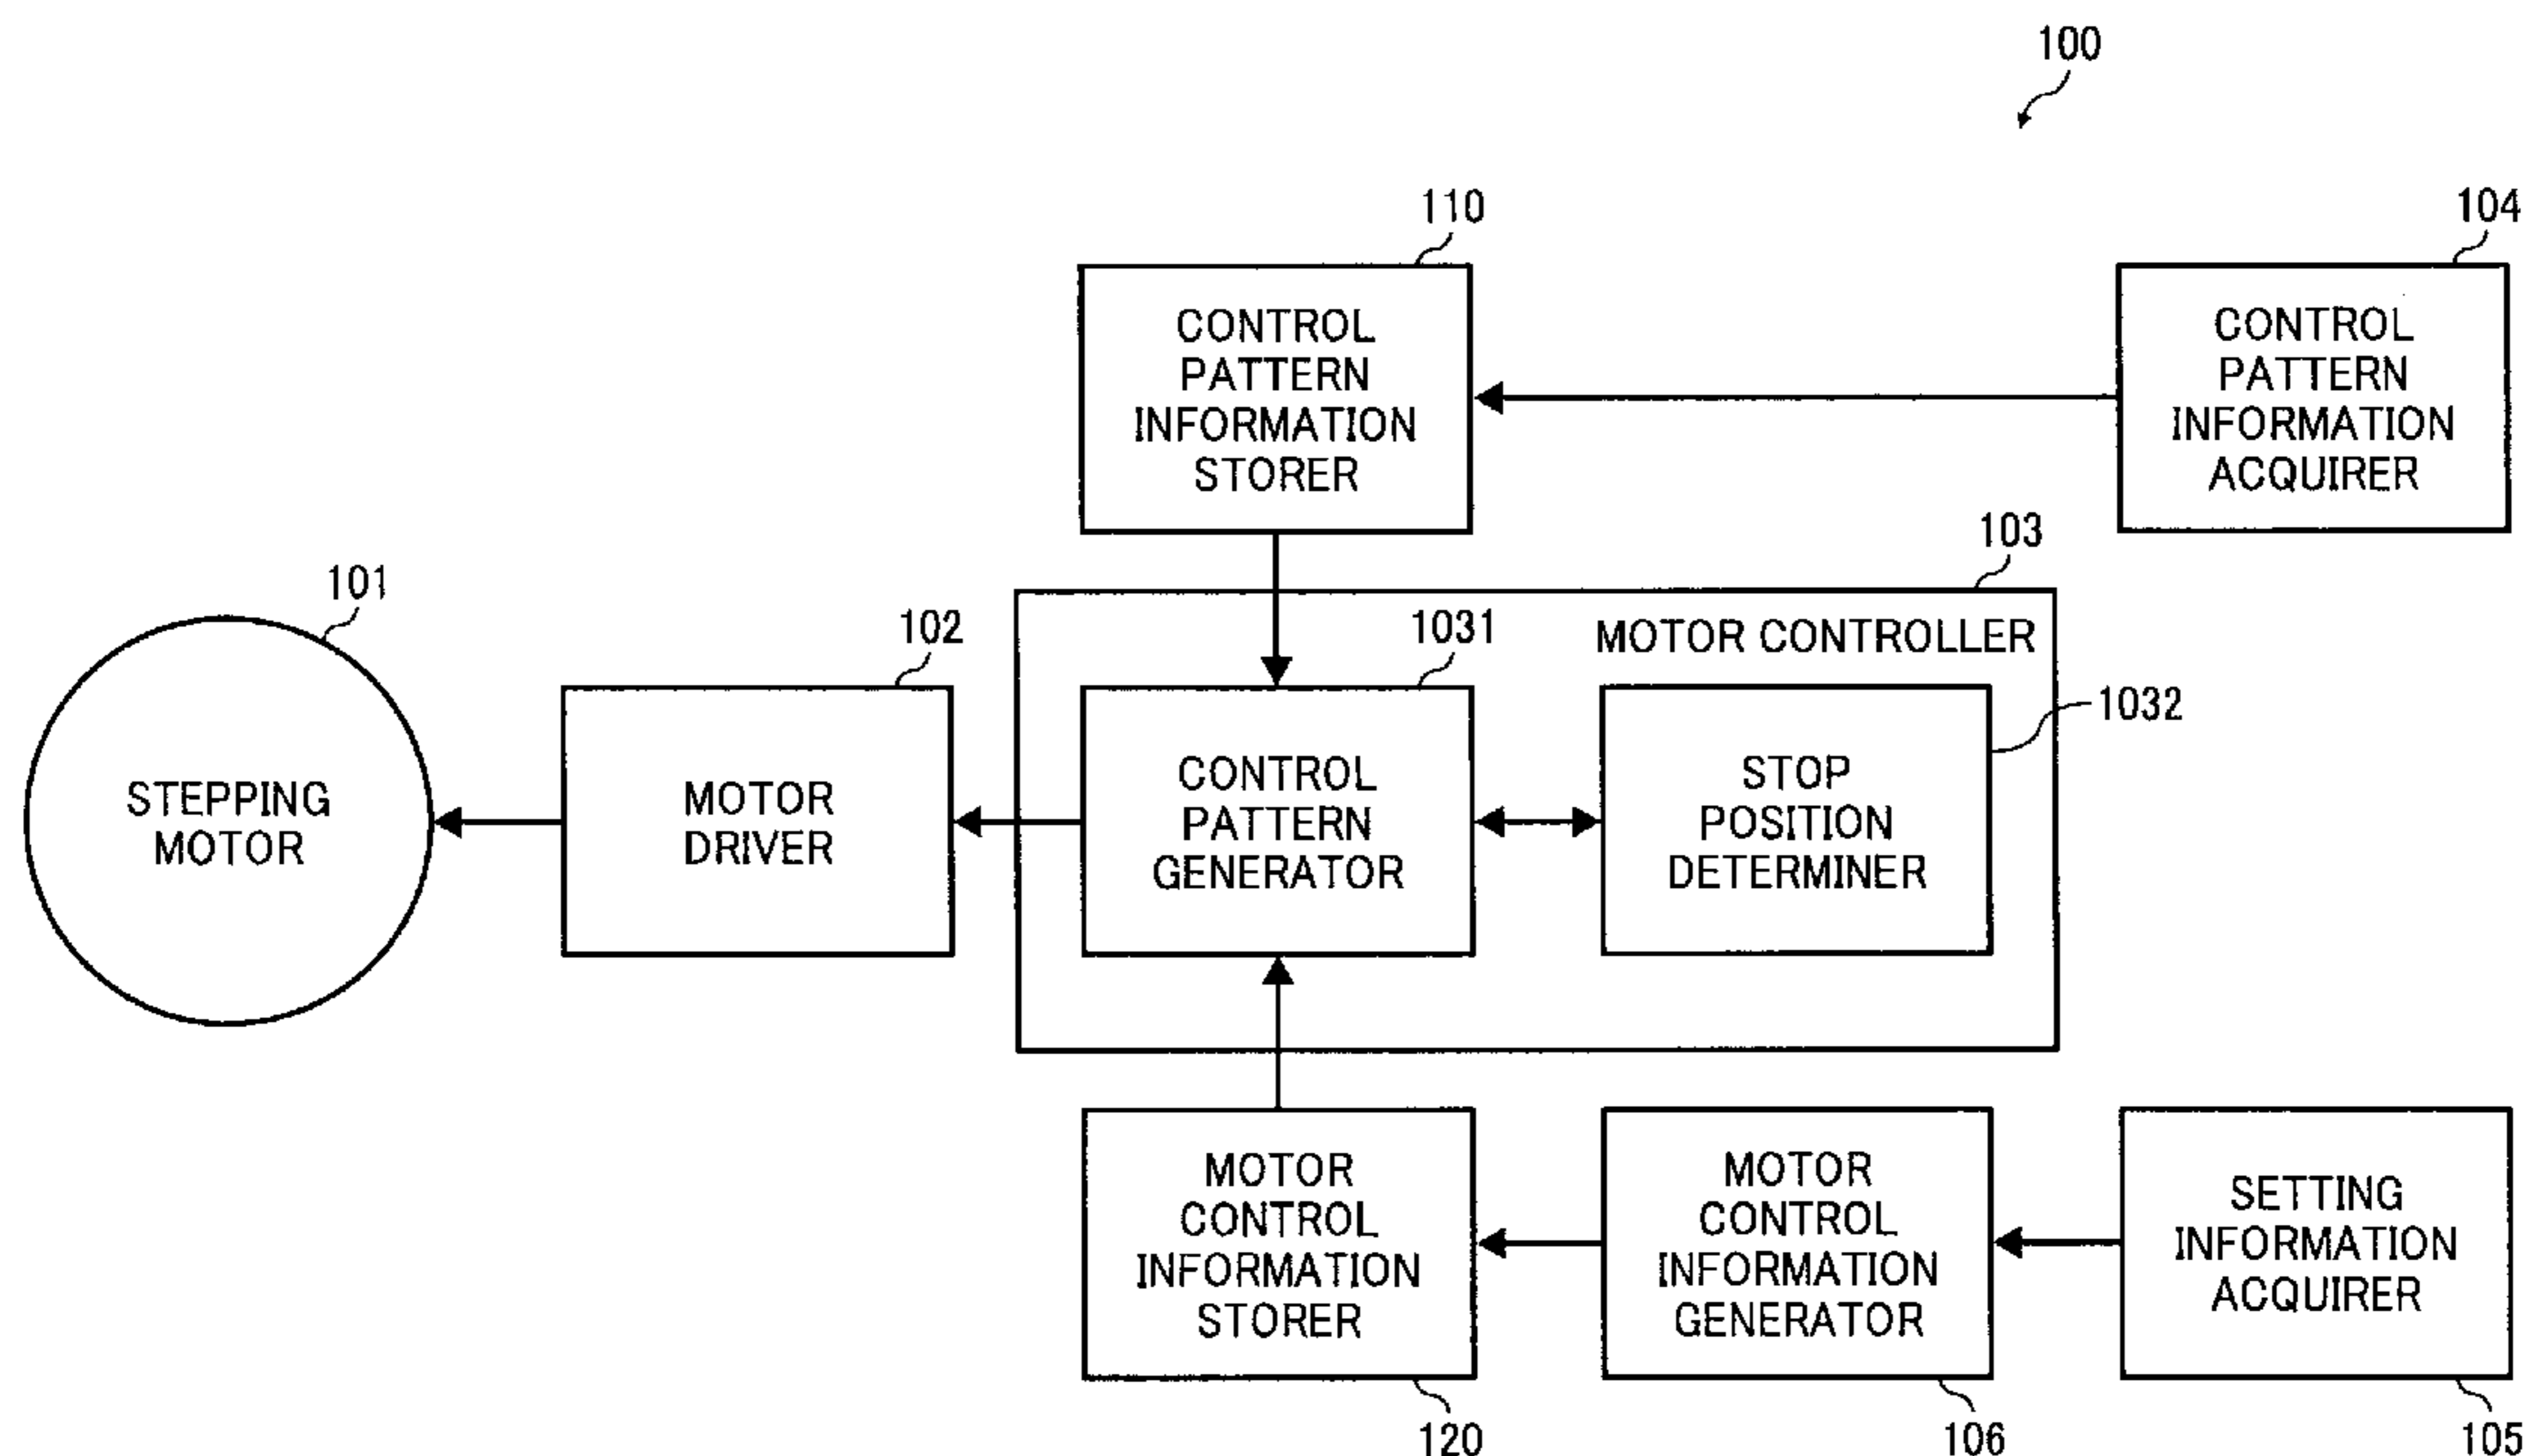 100
110
CONTROL
PATTERN
INFORMATION
STORER
104
CONTROL
PATTERN
INFORMATION
ACQUIRER
103
MOTOR CONTROLLER
101
STEPPING
MOTOR
102
MOTOR
DRIVER
1031
CONTROL
PATTERN
GENERATOR
1032
STOP
POSITION
DETERMINER
MOTOR
CONTROL
INFORMATION
STORER
120
MOTOR
CONTROL
INFORMATION
GENERATOR
106
SETTING
INFORMATION
ACQUIRER
105